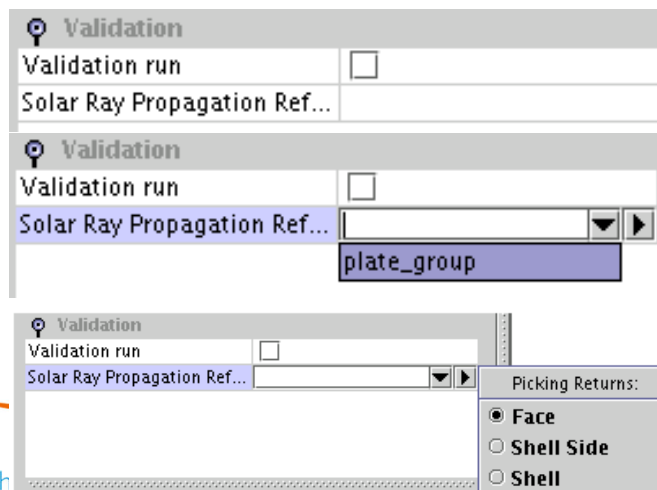 Validation
Validation run
Solar Ray Propagation Ref...
Validation
Validation run
Solar Ray Propagation Ref...
plate_group
Validation
Validation run
Solar Ray Propagation Ref...
Picking Returns:
Face
Shell Side
Shell